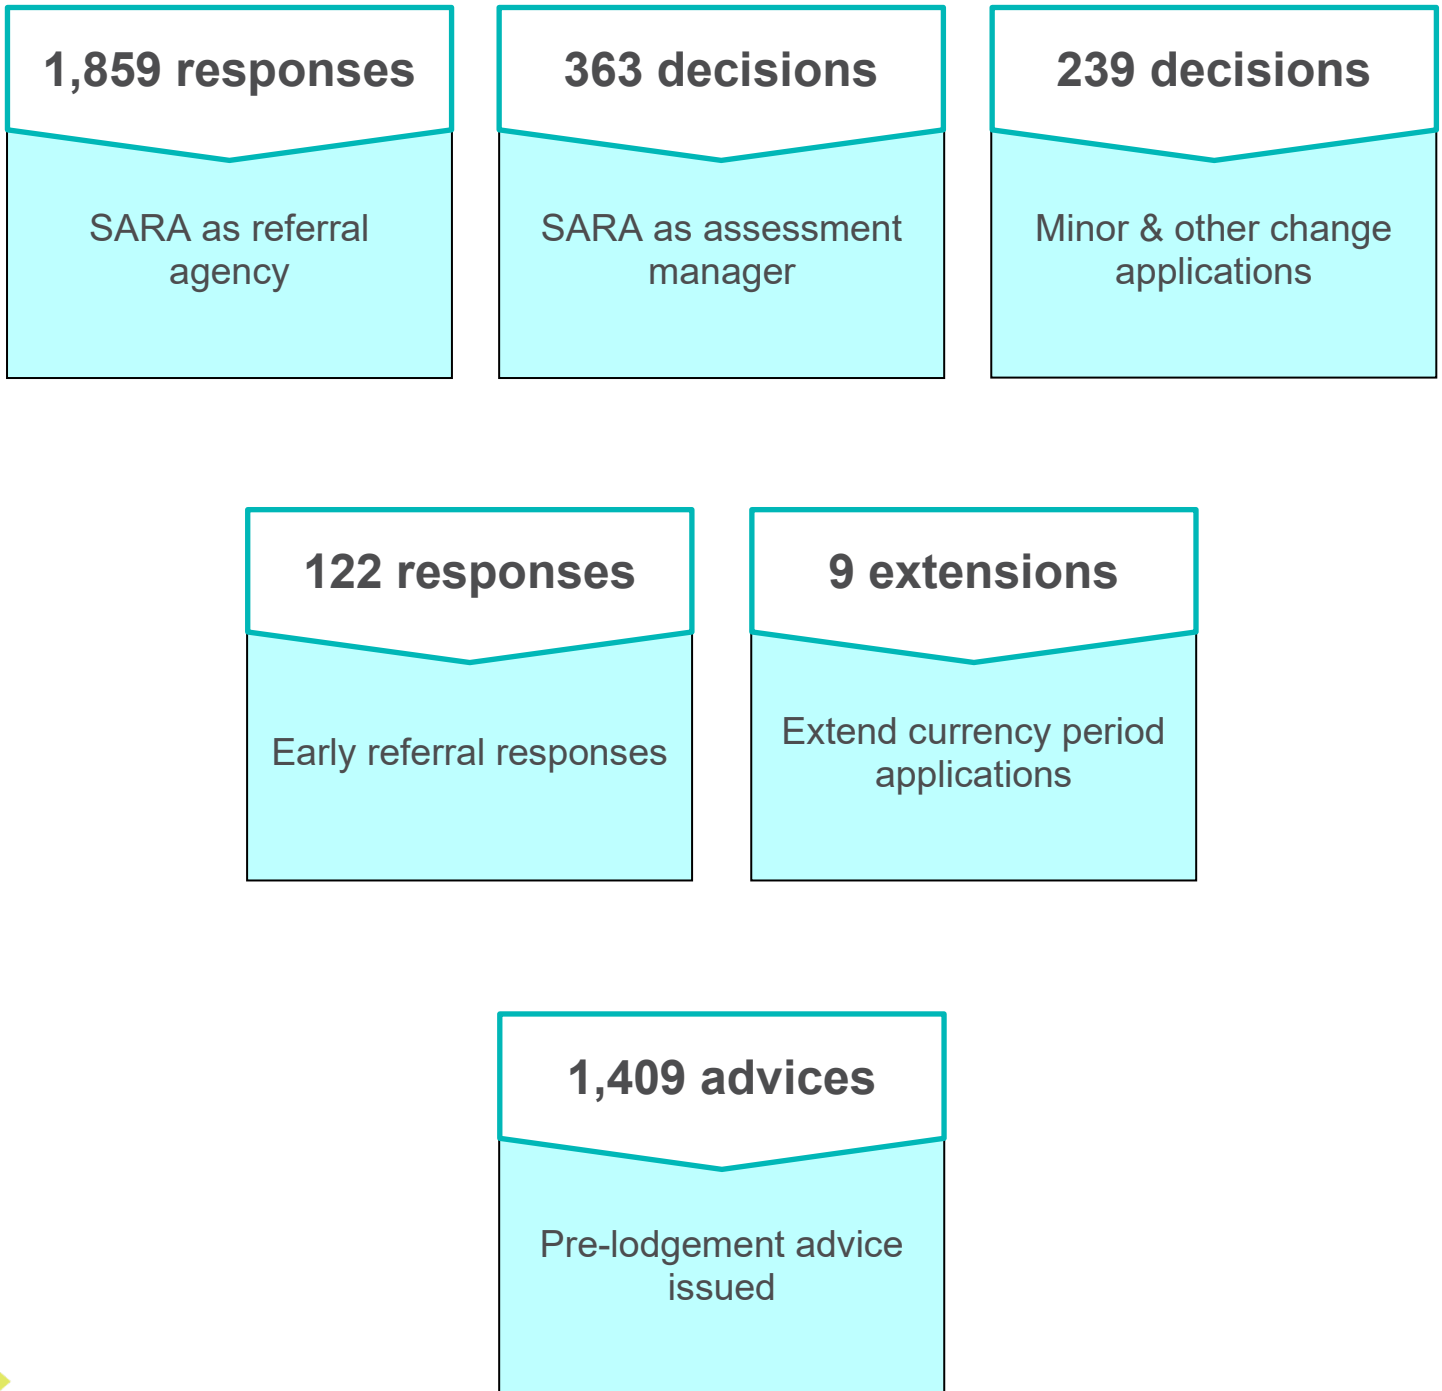 1,859 responses
SARA as referral
agency
363 decisions
SARA as assessment
manager
239 decisions
Minor & other change
applications
122 responses
Early referral responses
9 extensions
Extend currency period
applications
1,409 advices
Pre-lodgement advice
issued